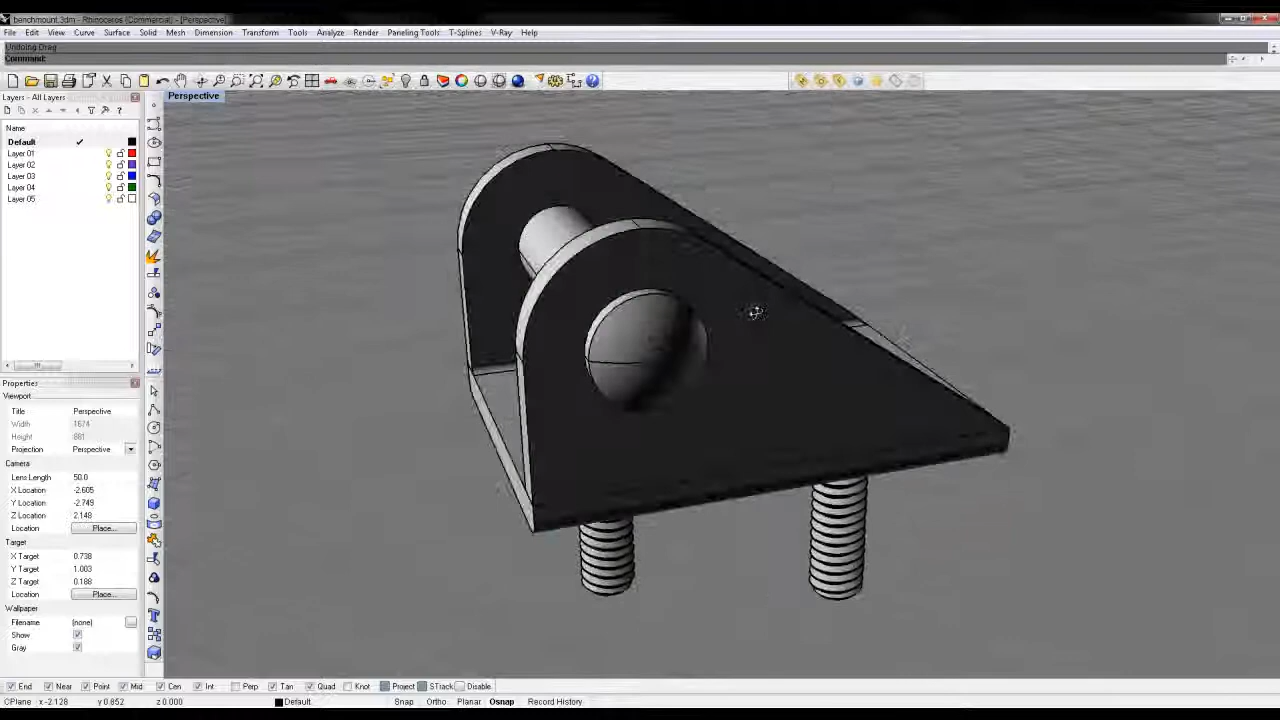 benchmount.3dm - Rhinoceros (Commercial) - [Perspective]
File Edit View Curve Surface Solid Mesh Dimension Transform Tools Analyze Render Paneling Tools T-Splines V-Ray Help
Undoing Drag
Command:
Layers - All Layers
Perspective
Name
Default
Layer 01
Layer 02
Layer 03
Layer 04
Layer 05
Properties
Viewport
Title Perspective
Width 1674
Height 881
Projection Perspective
Camera
Lens Length 50.0
X Location -2.605
Y Location -2.749
Z Location 2.148
Location Place...
Target
X Target 0.738
Y Target 1.003
Z Target 0.188
Location Place...
Wallpaper
Filename (none) ...
Show
Gray
End Near Point Mid Cen Int Perp Tan Quad Knot Project STrack Disable
CPlane x -2.128 y 0.852 z 0.000 Default Snap Ortho Planar Osnap Record History